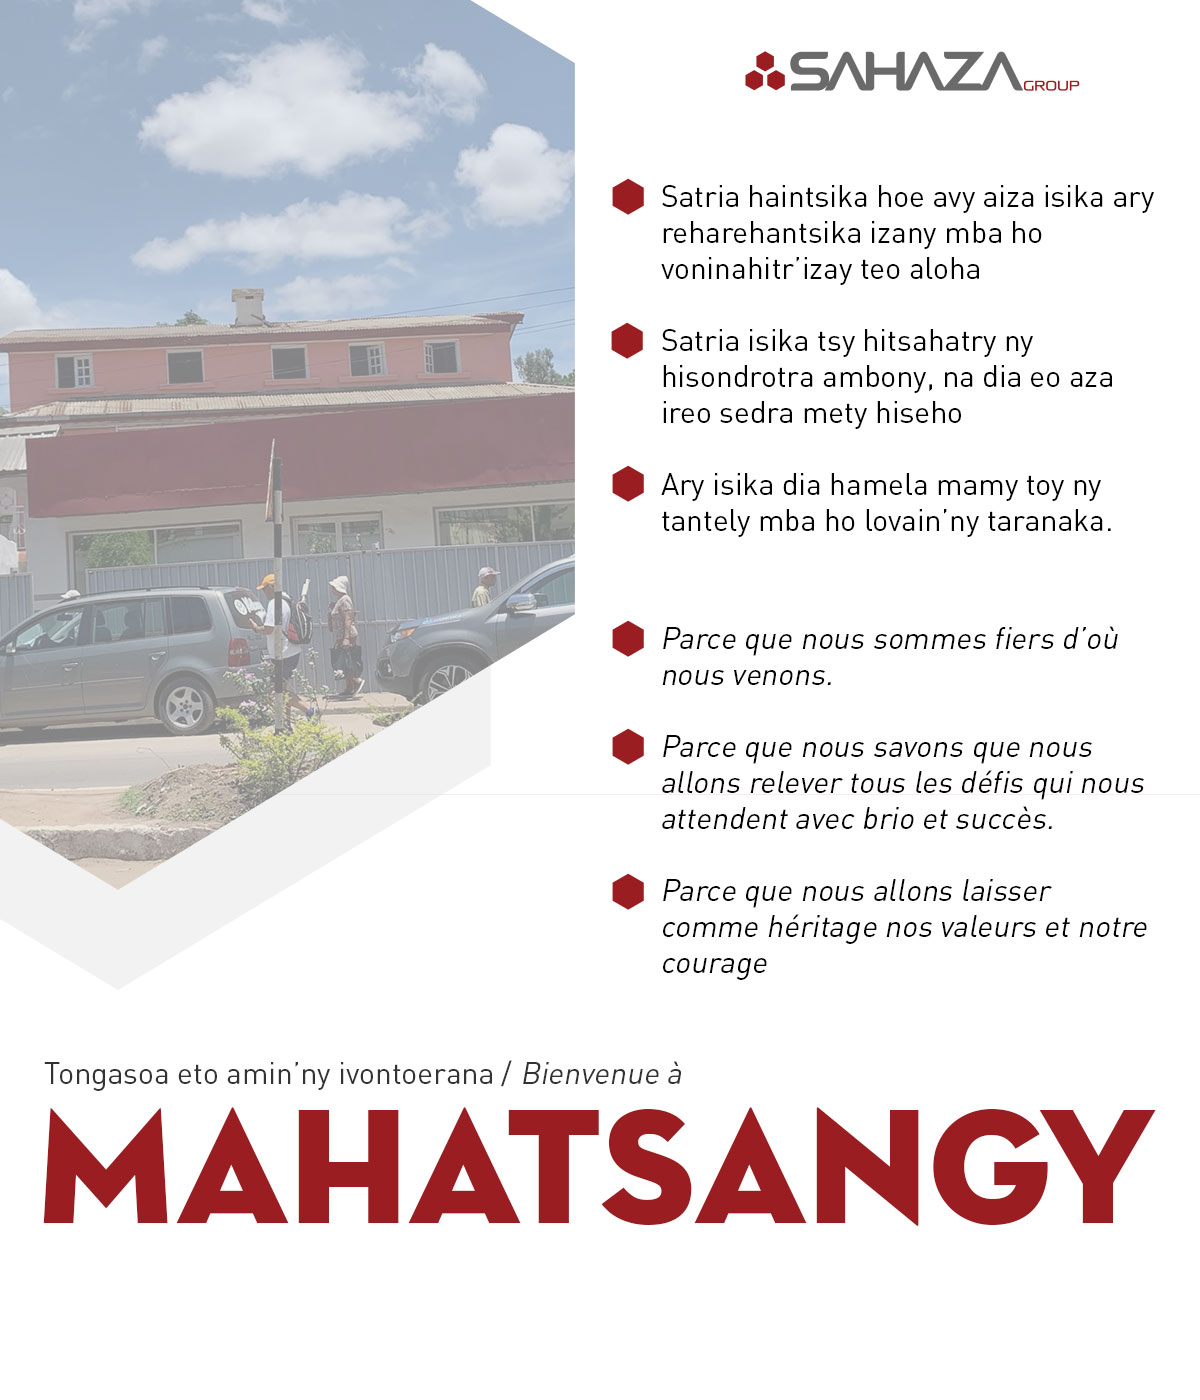 SAHAZA GROUP
Satria haintsika hoe avy aiza isika ary
reharehantsika izany mba ho
voninahitr’izay teo aloha
Satria isika tsy hitsahatry ny
hisondrotra ambony, na dia eo aza
ireo sedra mety hiseho
Ary isika dia hamela mamy toy ny
tantely mba ho lovain’ny taranaka.
Parce que nous sommes fiers d’où
nous venons.
Parce que nous savons que nous
allons relever tous les défis qui nous
attendent avec brio et succès.
Parce que nous allons laisser
comme héritage nos valeurs et notre
courage
Tongasoa eto amin’ny ivontoerana / Bienvenue à
MAHATSANGY